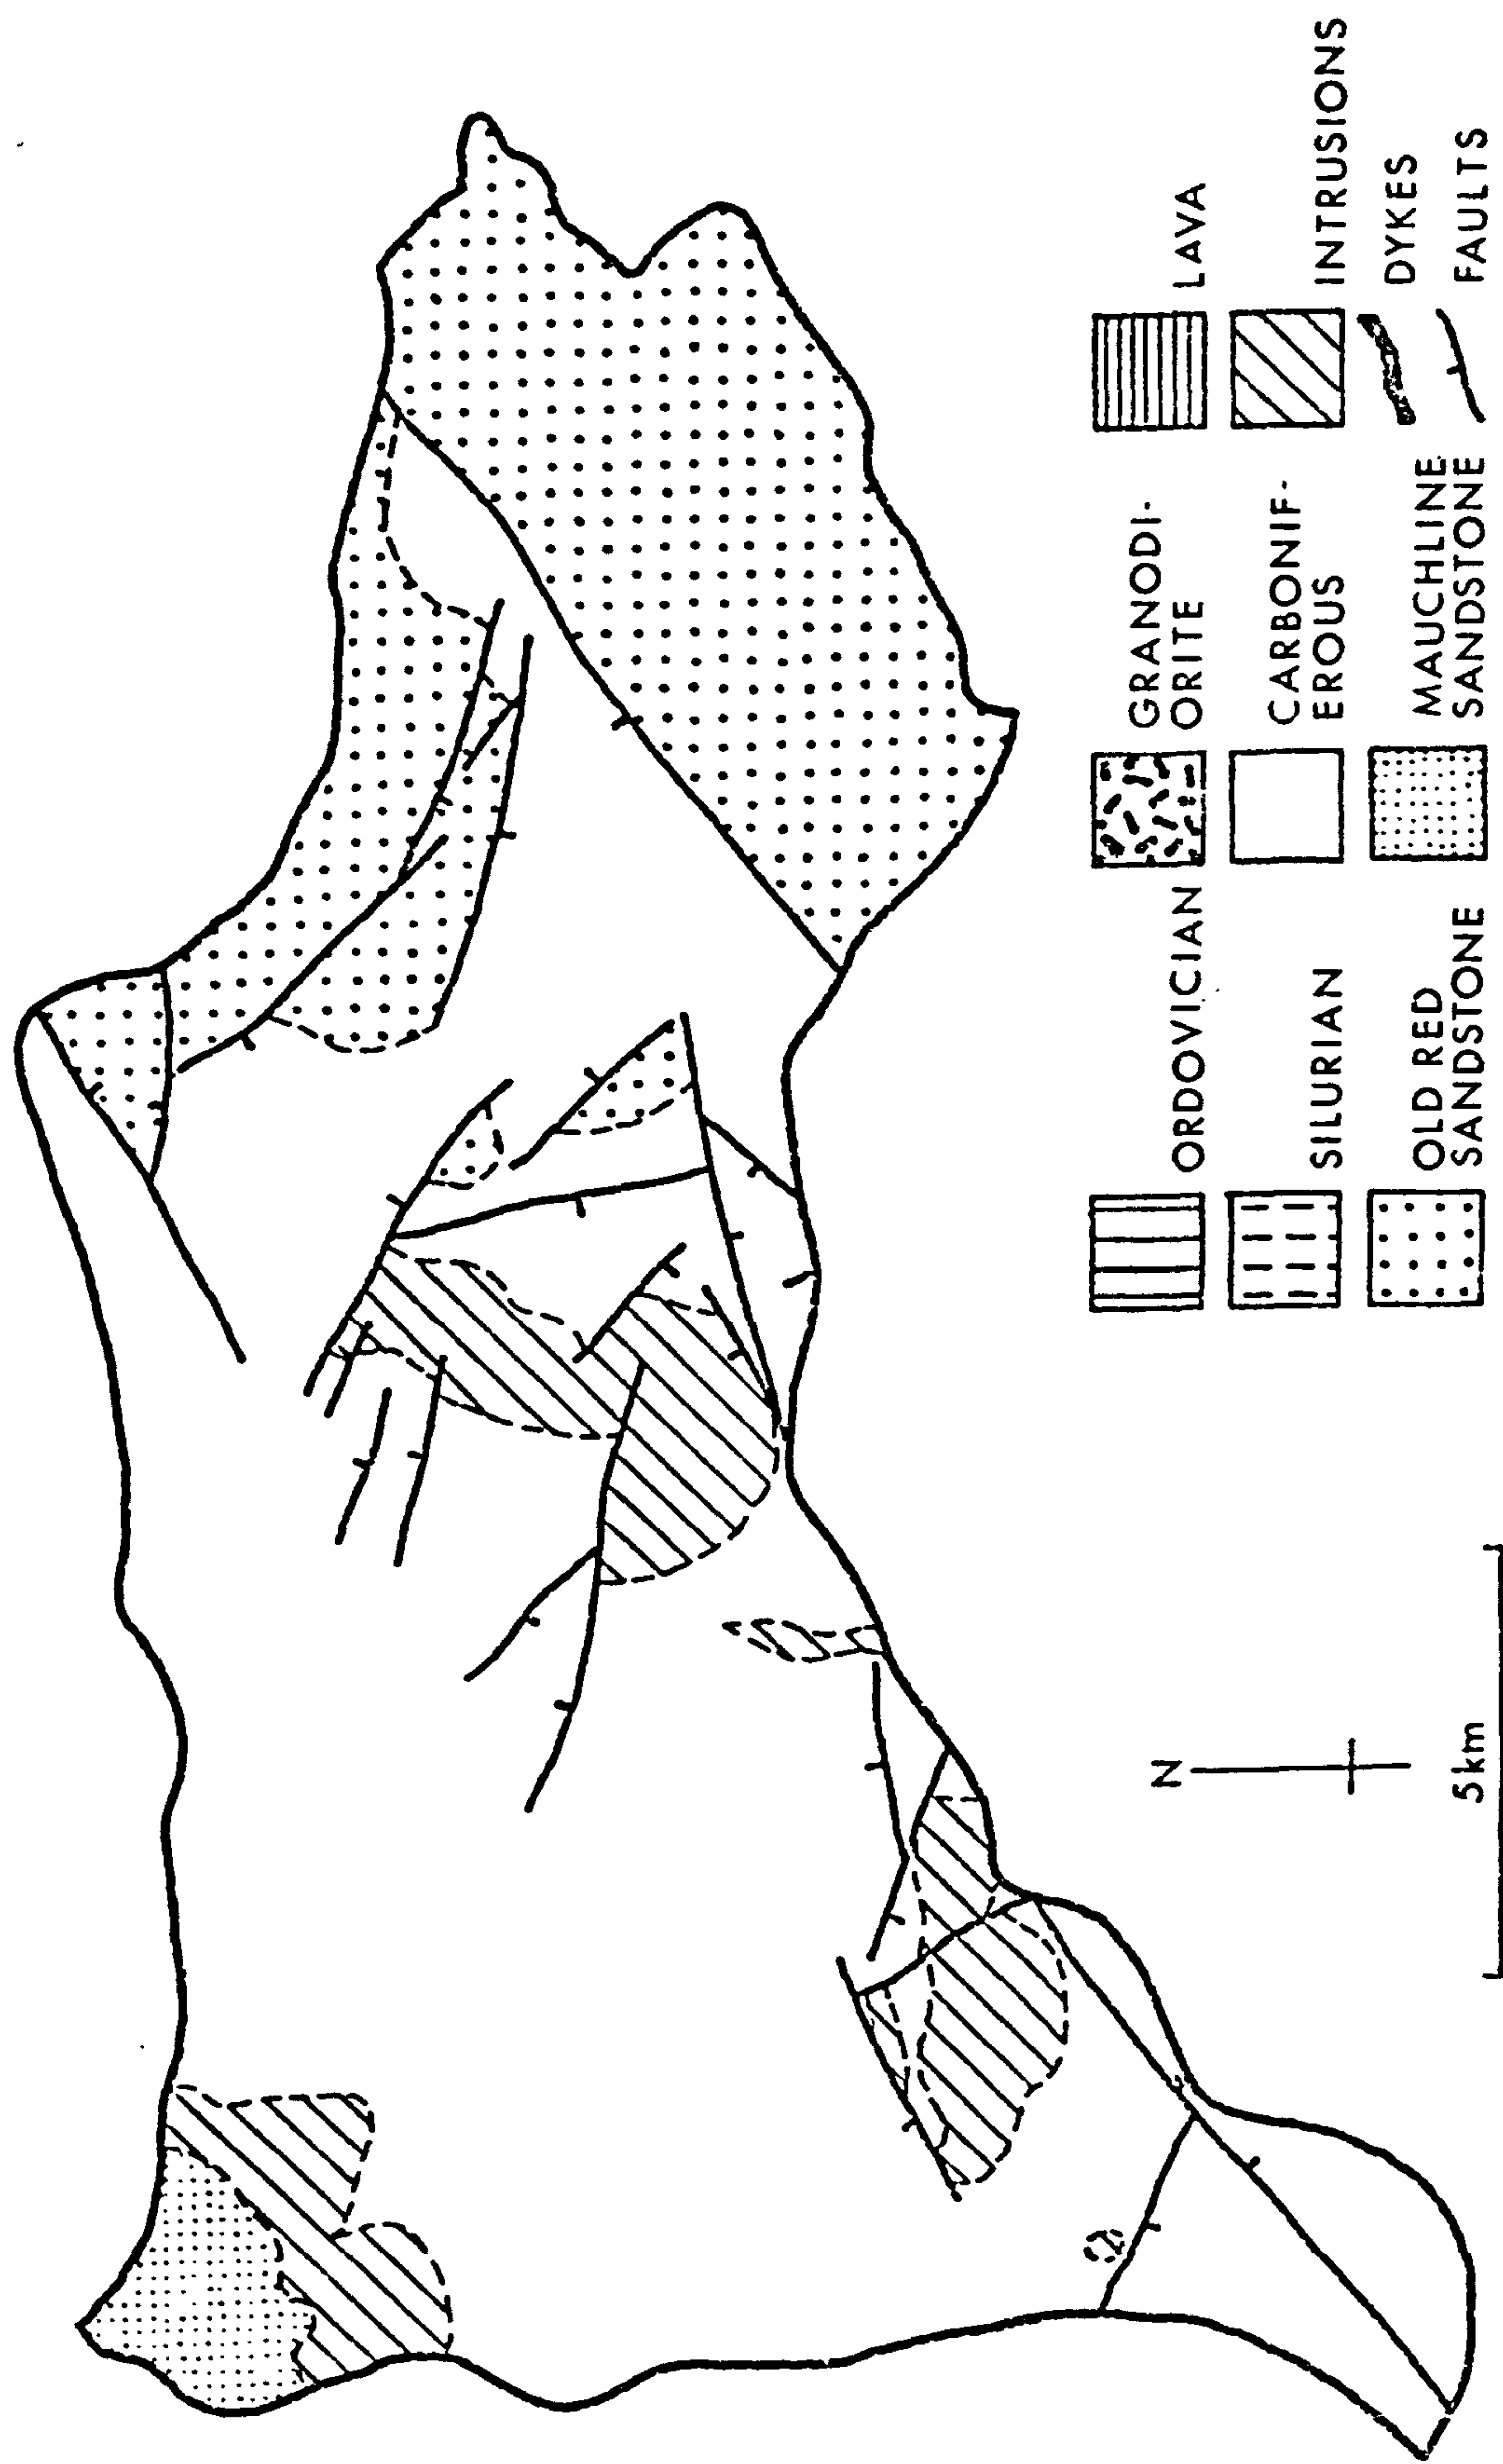 ORDOVICIAN
SILURIAN
OLD RED
SANDSTONE
GRANODI-
ORITE
CARBONIF-
EROUS
MAUCHLINE
SANDSTONE
LAVA
INTRUSIONS
DYKES
FAULTS
N
5km